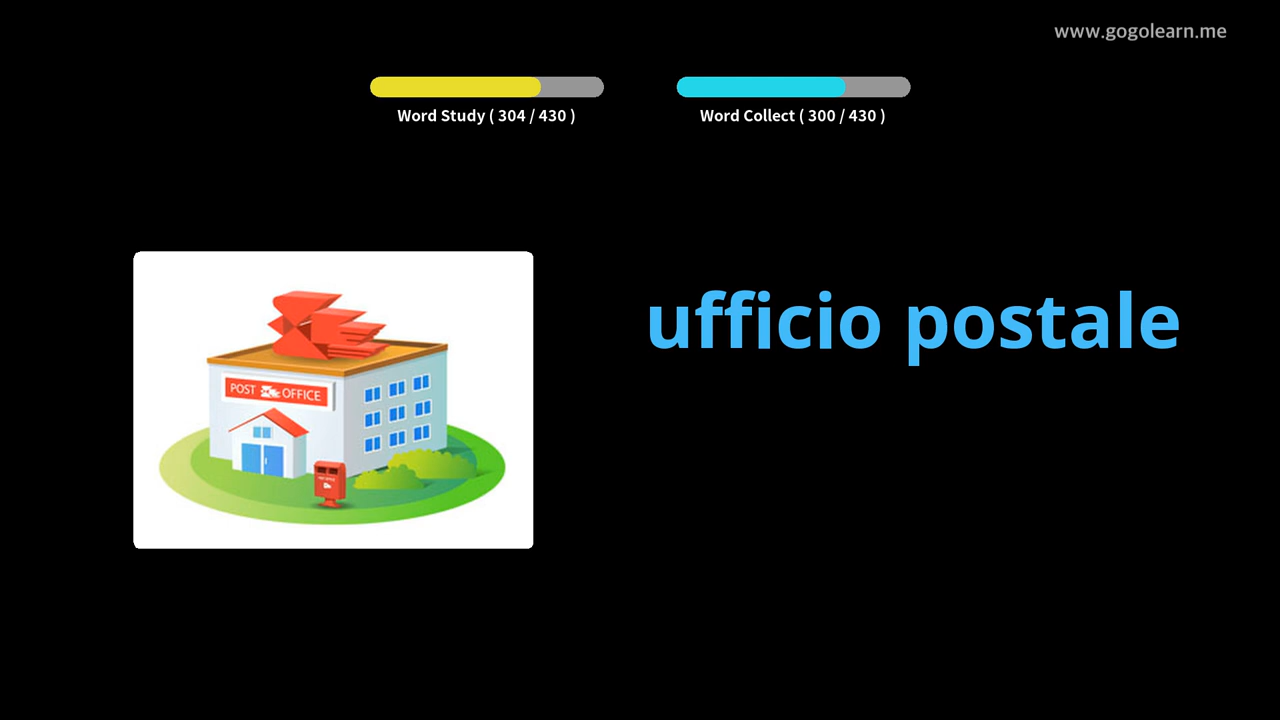 www.gogolearn.me
Word Study ( 304 / 430 )
Word Collect ( 300 / 430 )
ufficio postale
POST OFFICE